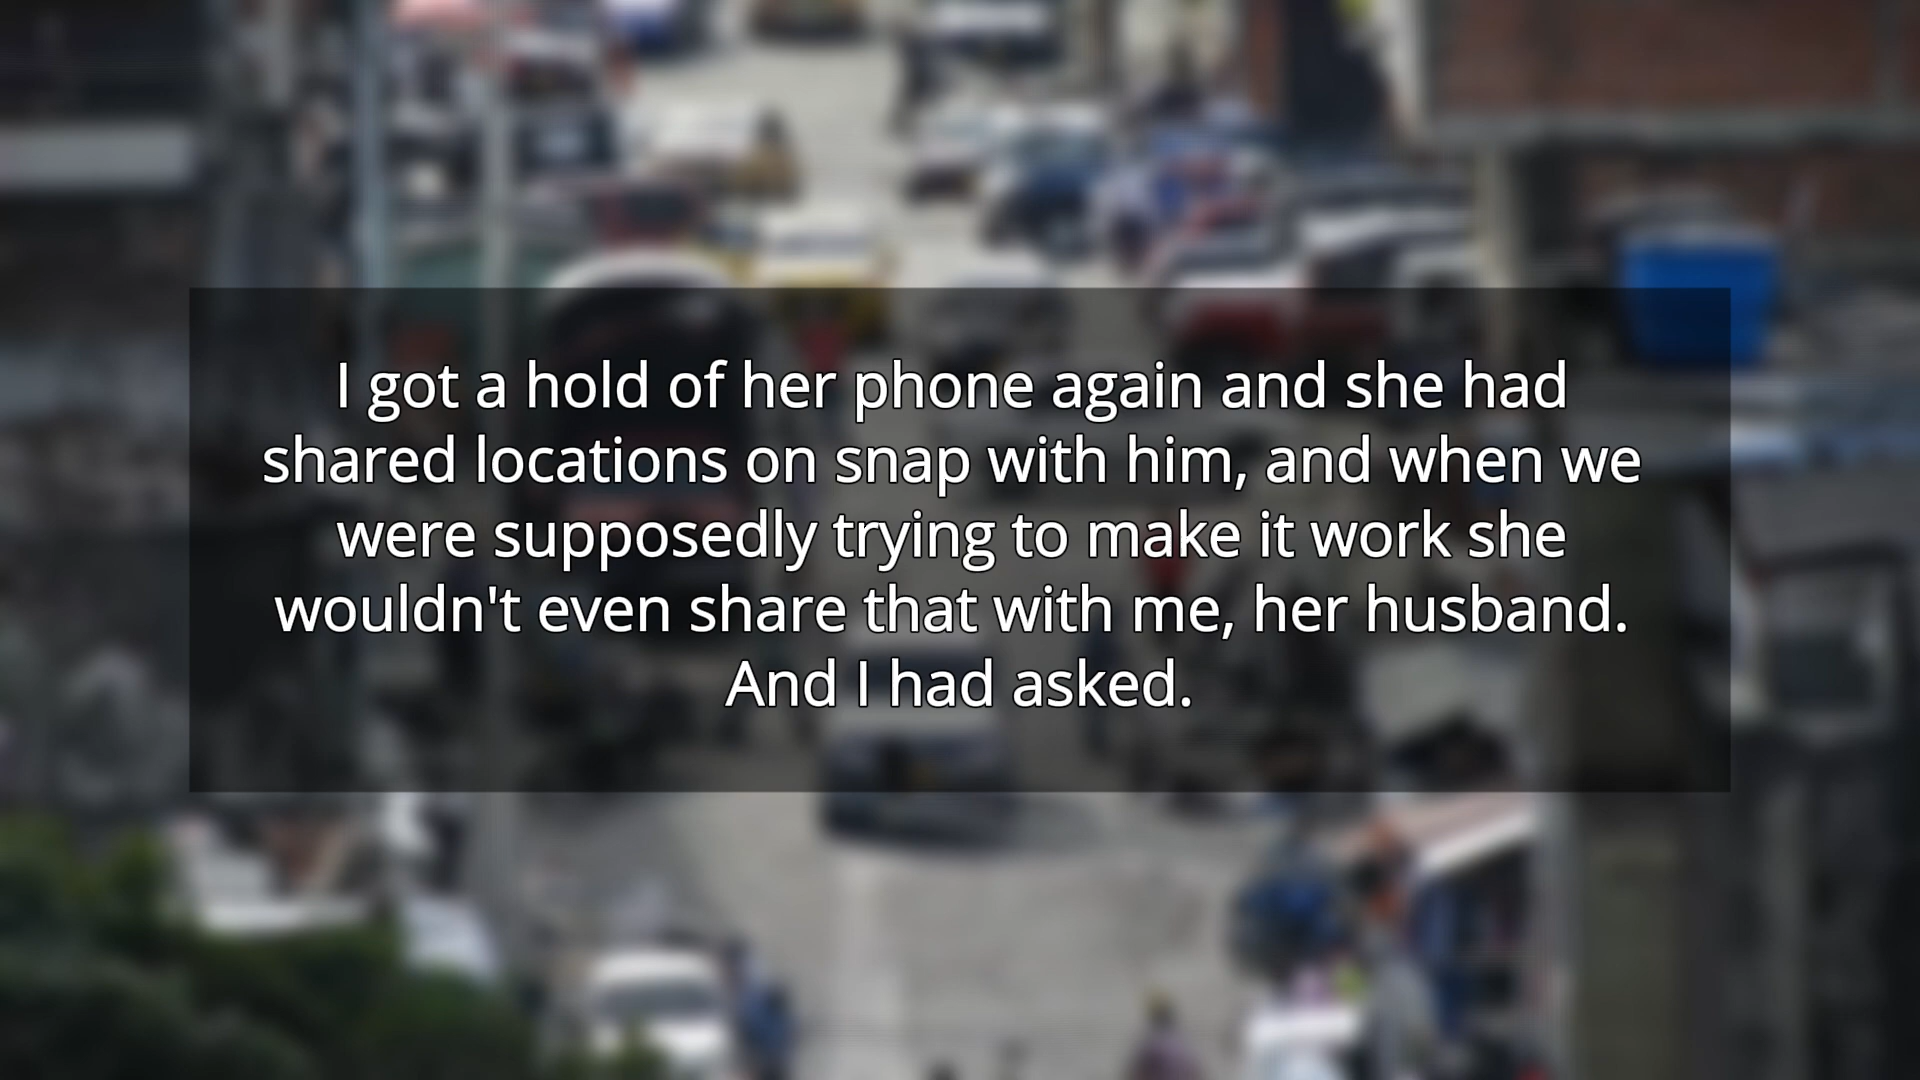 I got a hold of her phone again and she had
shared locations on snap with him, and when we
were supposedly trying to make it work she
wouldn't even share that with me, her husband.
And I had asked.